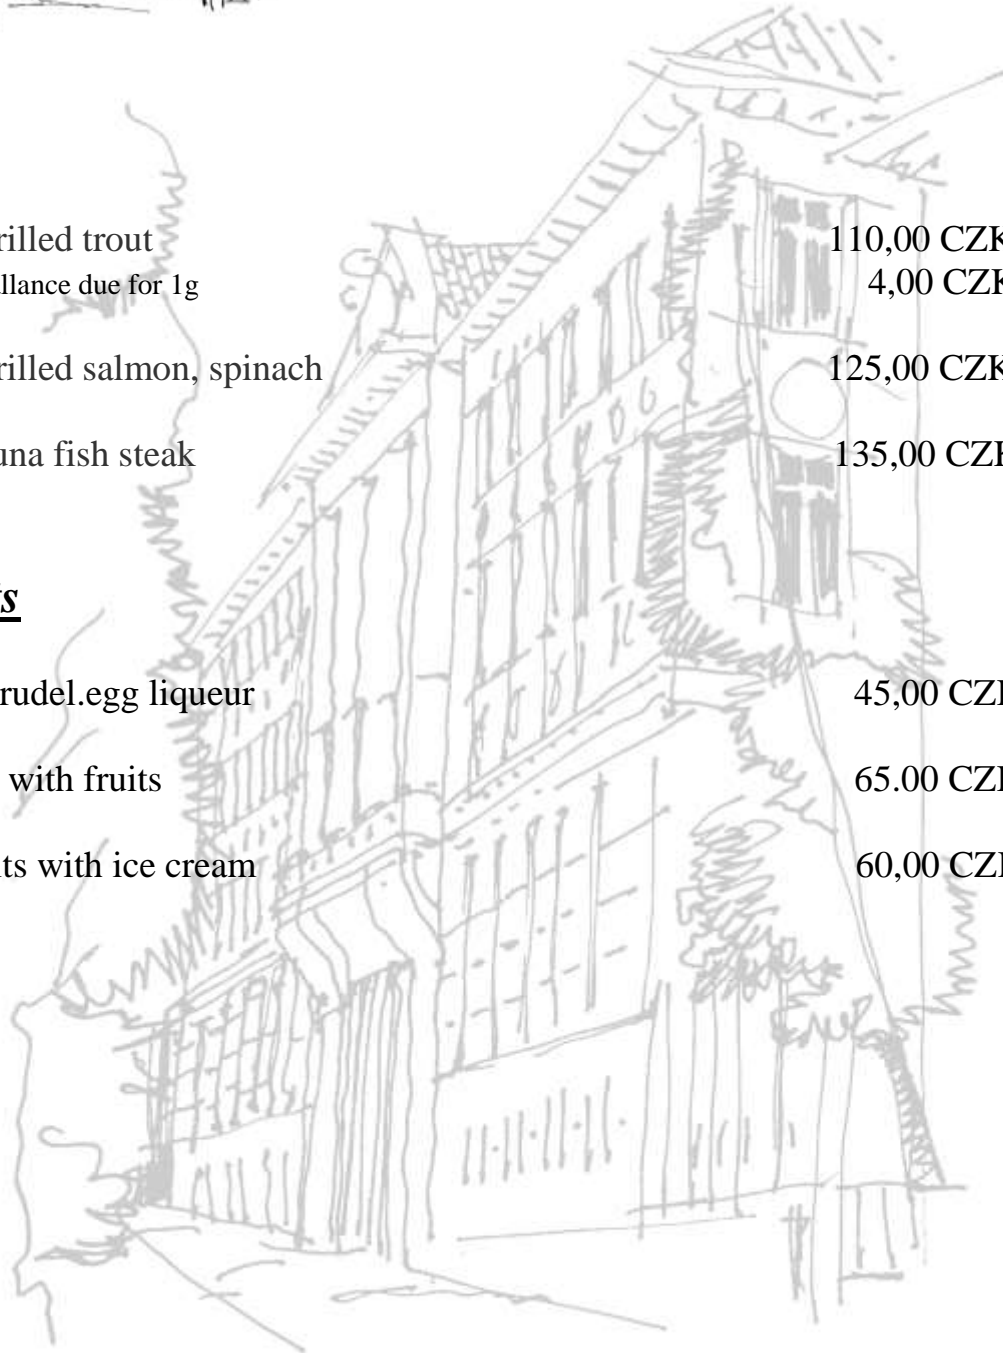 rilled trout 110,00 CZK
allance due for 1g 4,00 CZK
rilled salmon, spinach 125,00 CZK
una fish steak 135,00 CZK
ts
rudel.egg liqueur 45,00 CZK
with fruits 65.00 CZK
its with ice cream 60,00 CZK